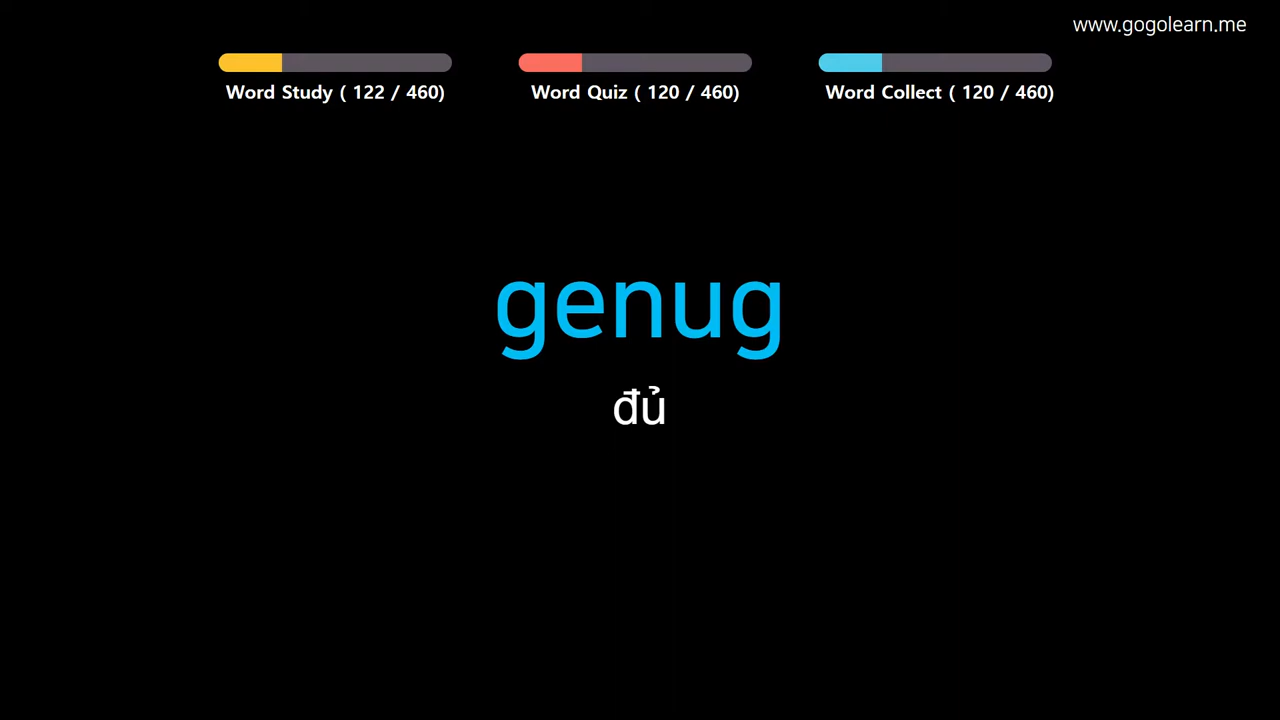 www.gogolearn.me
Word Study ( 122 / 460)
Word Quiz ( 120 / 460)
Word Collect ( 120 / 460)
genug
đủ